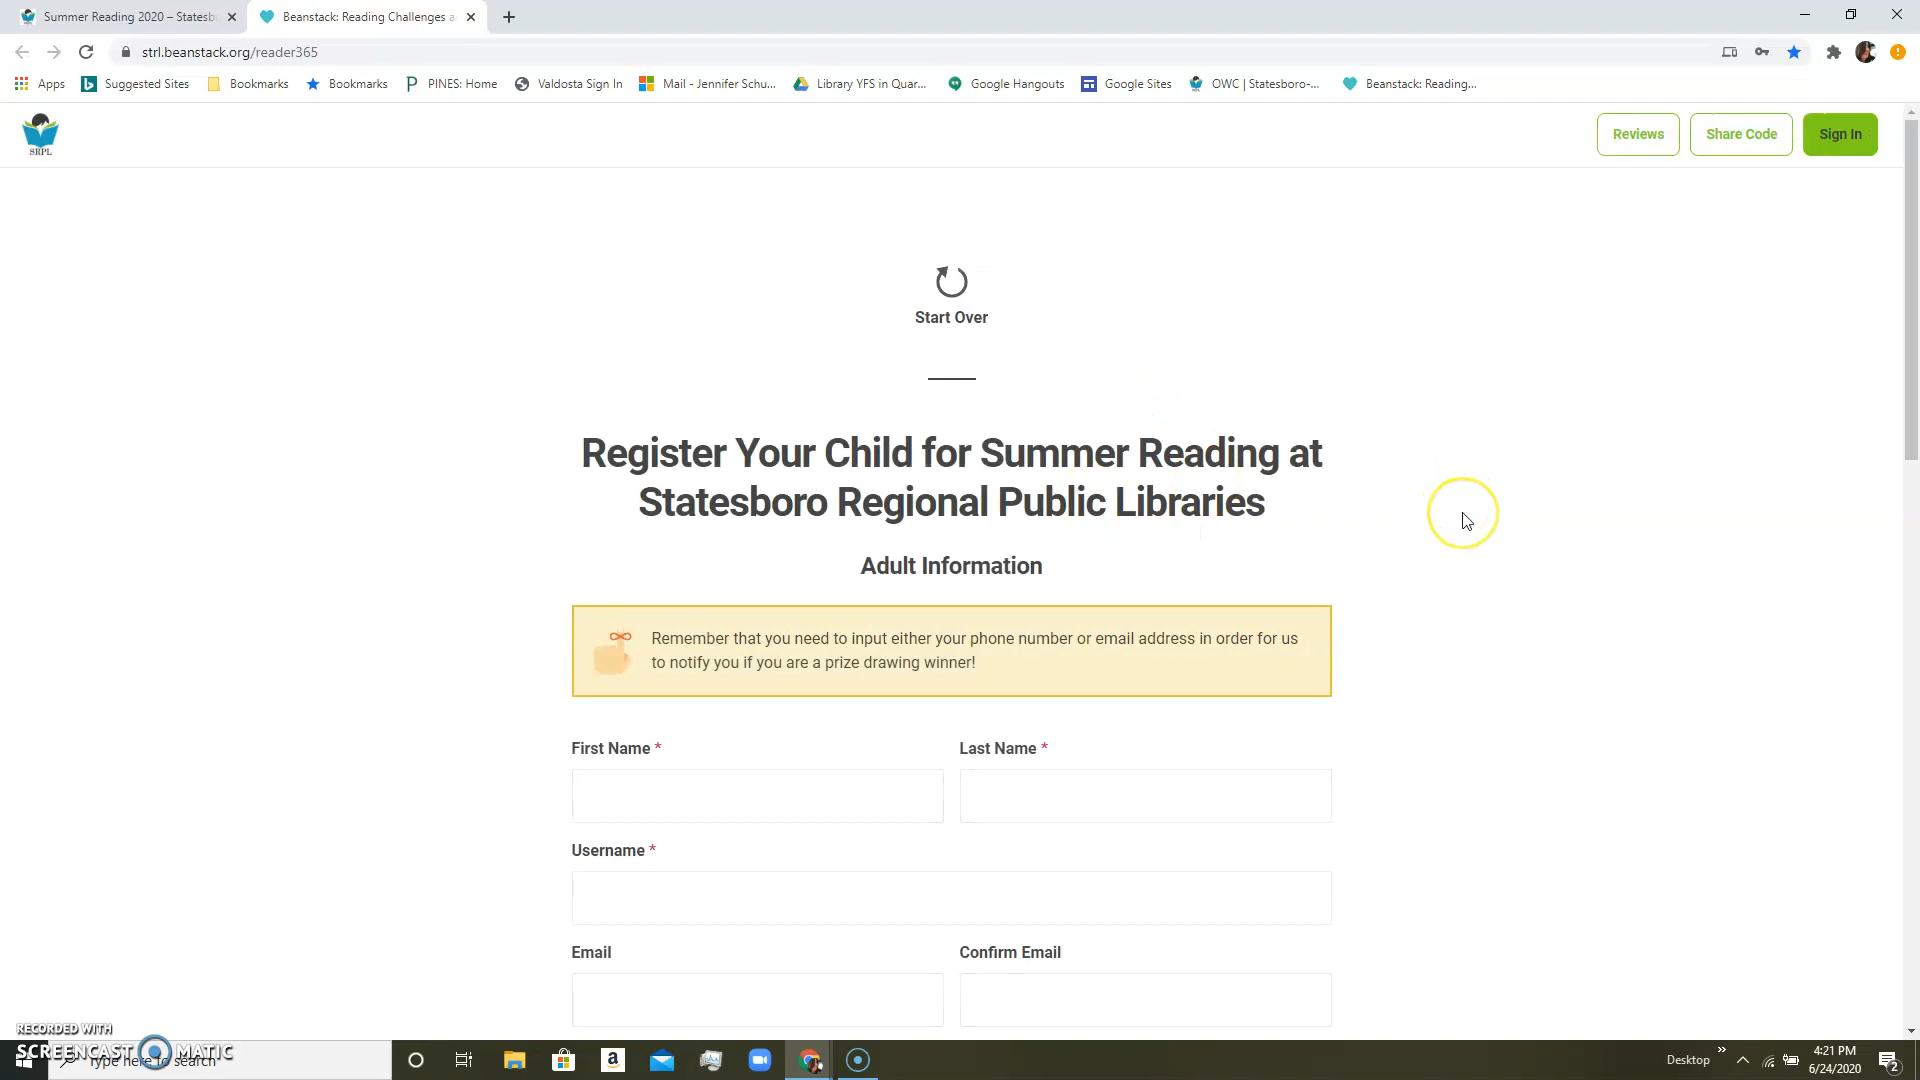 Summer Reading 2020 – Statesb
Beanstack: Reading Challenges a
strl.beanstack.org/reader365
Apps
Suggested Sites
Bookmarks
Bookmarks
PINES: Home
Valdosta Sign In
Mail - Jennifer Schu...
Library YFS in Quar...
Google Hangouts
Google Sites
OWC | Statesboro-...
Beanstack: Reading...
SRPL
Reviews
Share Code
Sign In
Start Over
Register Your Child for Summer Reading at
Statesboro Regional Public Libraries
Adult Information
Remember that you need to input either your phone number or email address in order for us
to notify you if you are a prize drawing winner!
First Name *
Last Name *
Username *
Email
Confirm Email
RECORDED WITH
SCREENCAST MATIC
Type here to search
Desktop
4:21 PM
6/24/2020
2